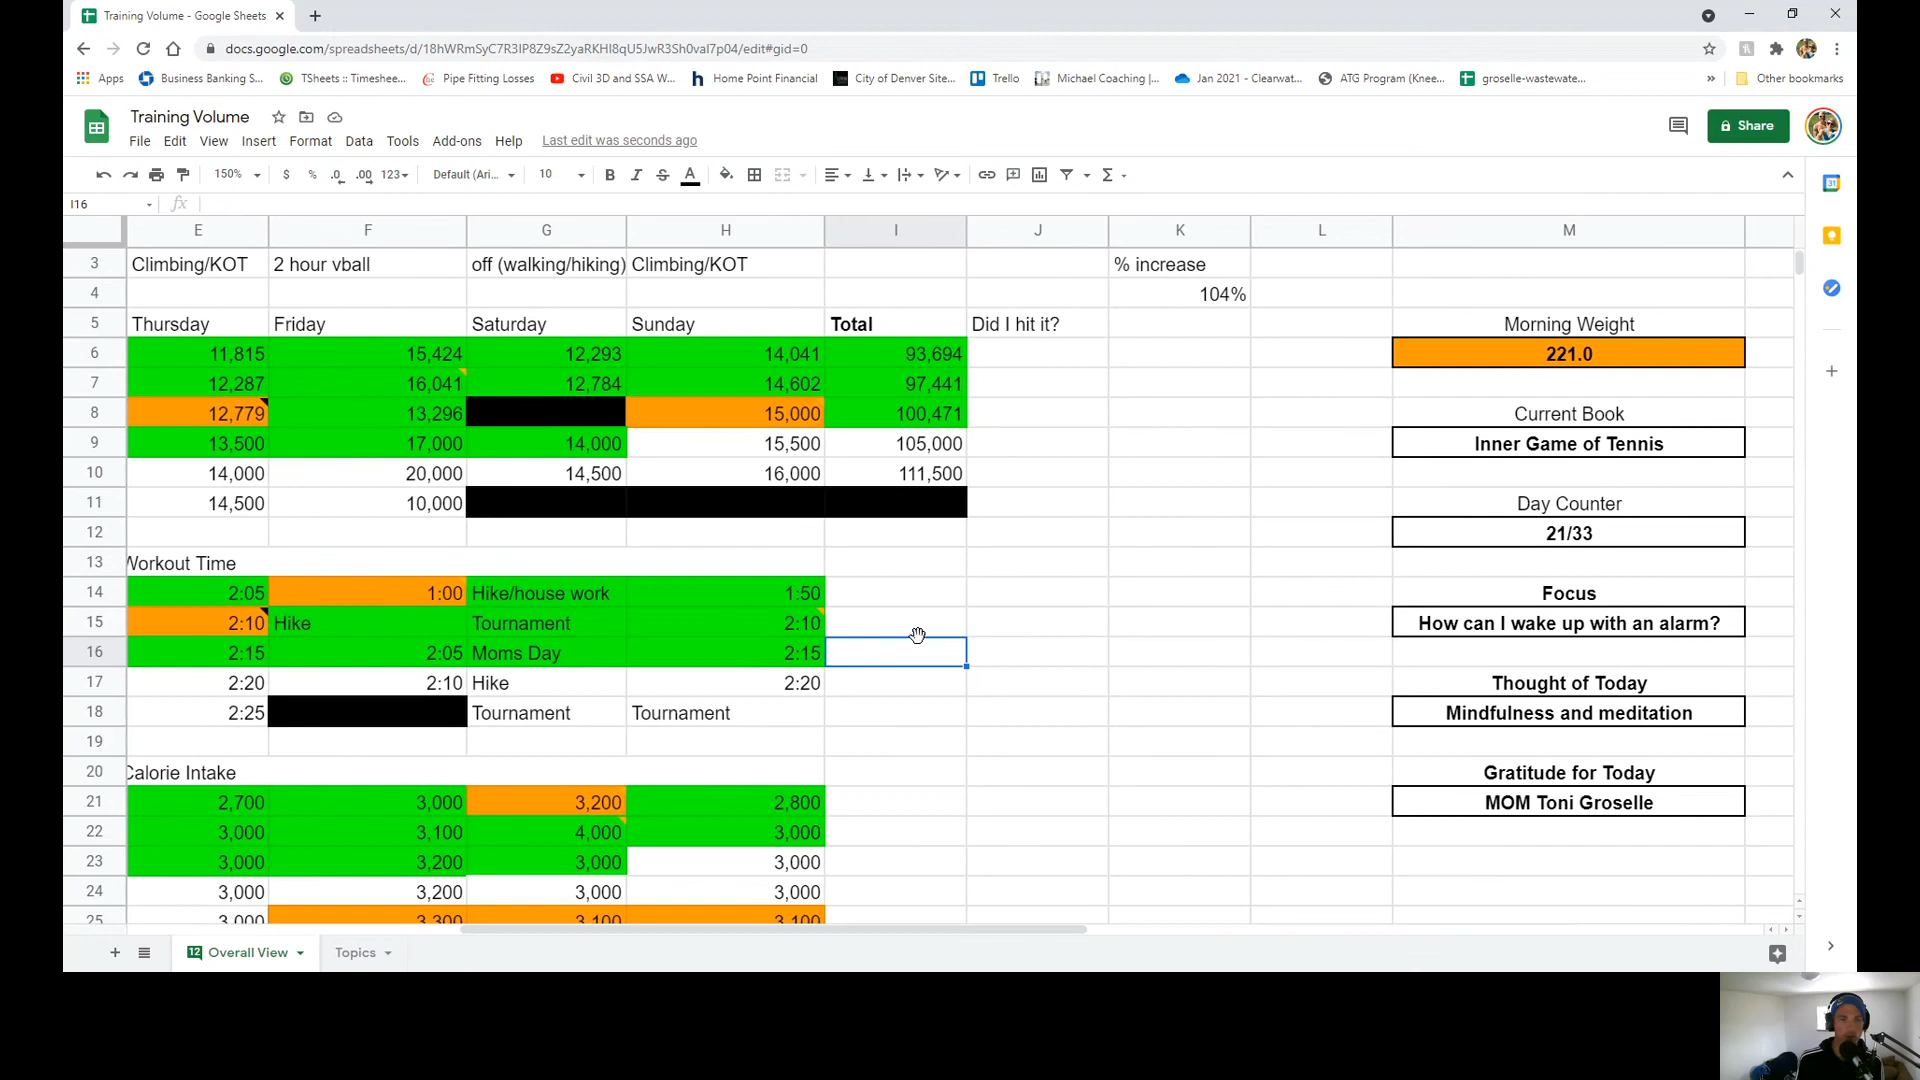 Training Volume - Google Sheets
docs.google.com/spreadsheets/d/18hWRmSyC7R3IP8Z9sZ2yaRKHI8qU5JwR3Sh0vaI7p04/edit#gid=0
Apps Business Banking S... TSheets :: Timeshee... Pipe Fitting Losses Civil 3D and SSA W... Home Point Financial City of Denver Site... Trello Michael Coaching |... Jan 2021 - Clearwat... ATG Program (Knee... groselle-wastewate... » Other bookmarks
Training Volume
File Edit View Insert Format Data Tools Add-ons Help Last edit was seconds ago Share
150% $ % .0 .00 123 Default (Ari... 10 B I S A
I16 fx
E F G H I J K L M
3 Climbing/KOT 2 hour vball off (walking/hiking) Climbing/KOT % increase
4 104%
5 Thursday Friday Saturday Sunday Total Did I hit it? Morning Weight
6 11,815 15,424 12,293 14,041 93,694 221.0
7 12,287 16,041 12,784 14,602 97,441
8 12,779 13,296 15,000 100,471 Current Book
9 13,500 17,000 14,000 15,500 105,000 Inner Game of Tennis
10 14,000 20,000 14,500 16,000 111,500
11 14,500 10,000 Day Counter
12 21/33
13 Workout Time
14 2:05 1:00 Hike/house work 1:50 Focus
15 2:10 Hike Tournament 2:10 How can I wake up with an alarm?
16 2:15 2:05 Moms Day 2:15
17 2:20 2:10 Hike 2:20 Thought of Today
18 2:25 Tournament Tournament Mindfulness and meditation
19
20 Calorie Intake Gratitude for Today
21 2,700 3,000 3,200 2,800 MOM Toni Groselle
22 3,000 3,100 4,000 3,000
23 3,000 3,200 3,000 3,000
24 3,000 3,200 3,000 3,000
25 3,000 3,300 3,100 3,100
12 Overall View Topics